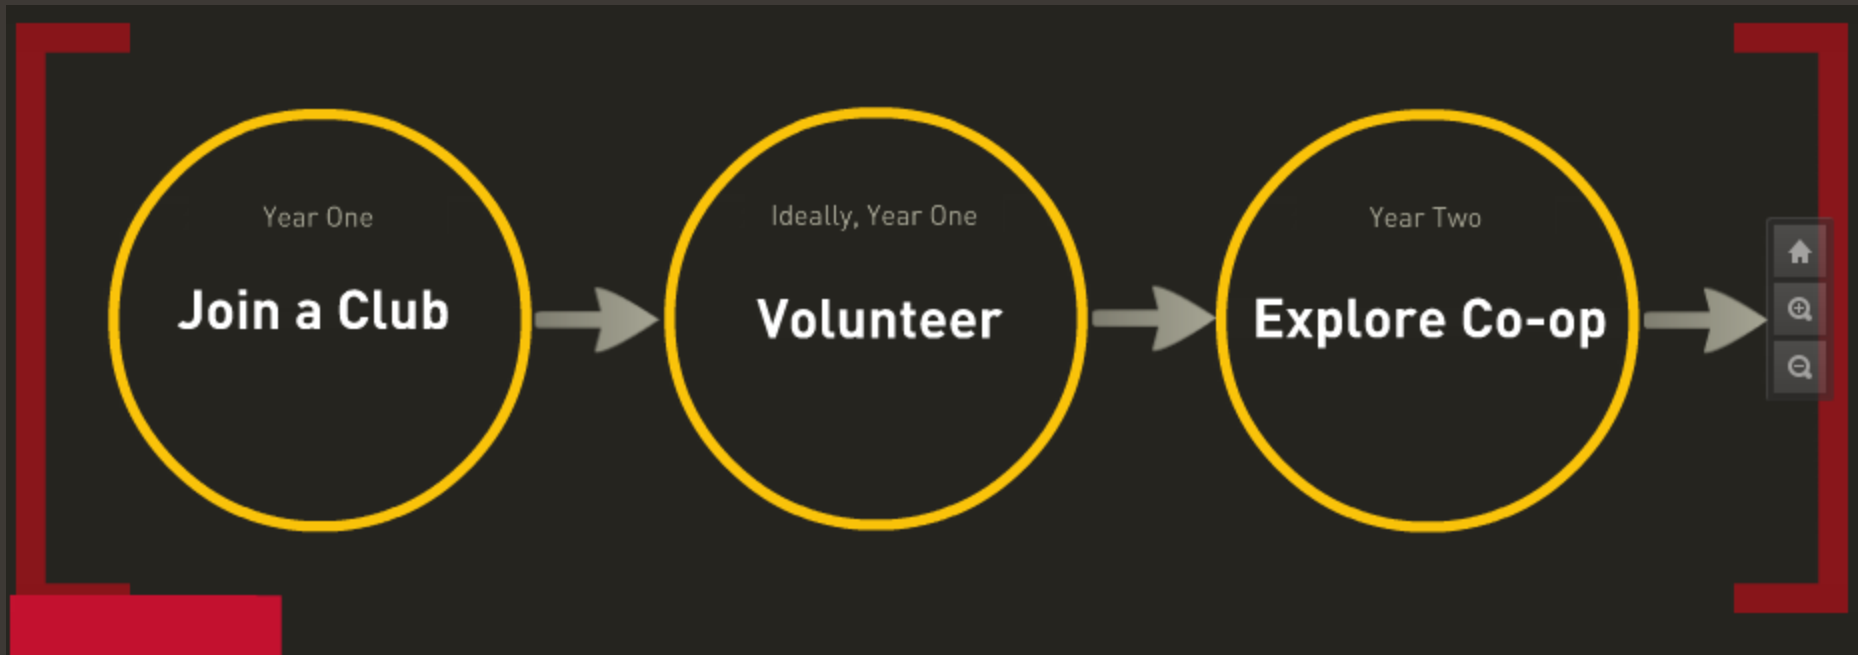 Year One
Join a Club
Ideally, Year One
Volunteer
Year Two
Explore Co-op